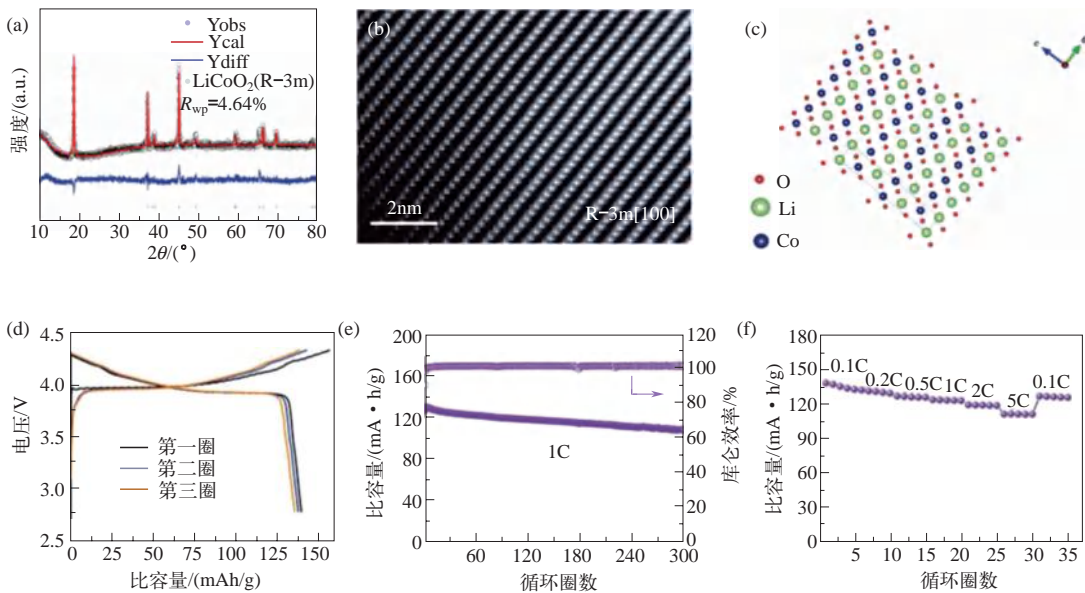 (a)
Yobs
Ycal
Ydiff
LiCoO₂(R-3m)
R_wp=4.64%
强度/(a.u.)
10 20 30 40 50 60 70 80
2θ/(°)
(b)
2nm
R-3m[100]
(c)
O
Li
Co
(d)
4.5
4.0
3.5
3.0
2.5
电压/V
第一圈
第二圈
第三圈
0 25 50 75 100 125 150
比容量/(mAh/g)
(e)
200
160
120
80
40
0
比容量/(mA·h/g)
1C
120
100
80
60
40
20
0
库仑效率/%
60 120 180 240 300
循环圈数
(f)
180
150
120
90
60
30
0
比容量/(mA·h/g)
0.1C 0.2C 0.5C 1C 2C 5C 0.1C
5 10 15 20 25 30 35
循环圈数